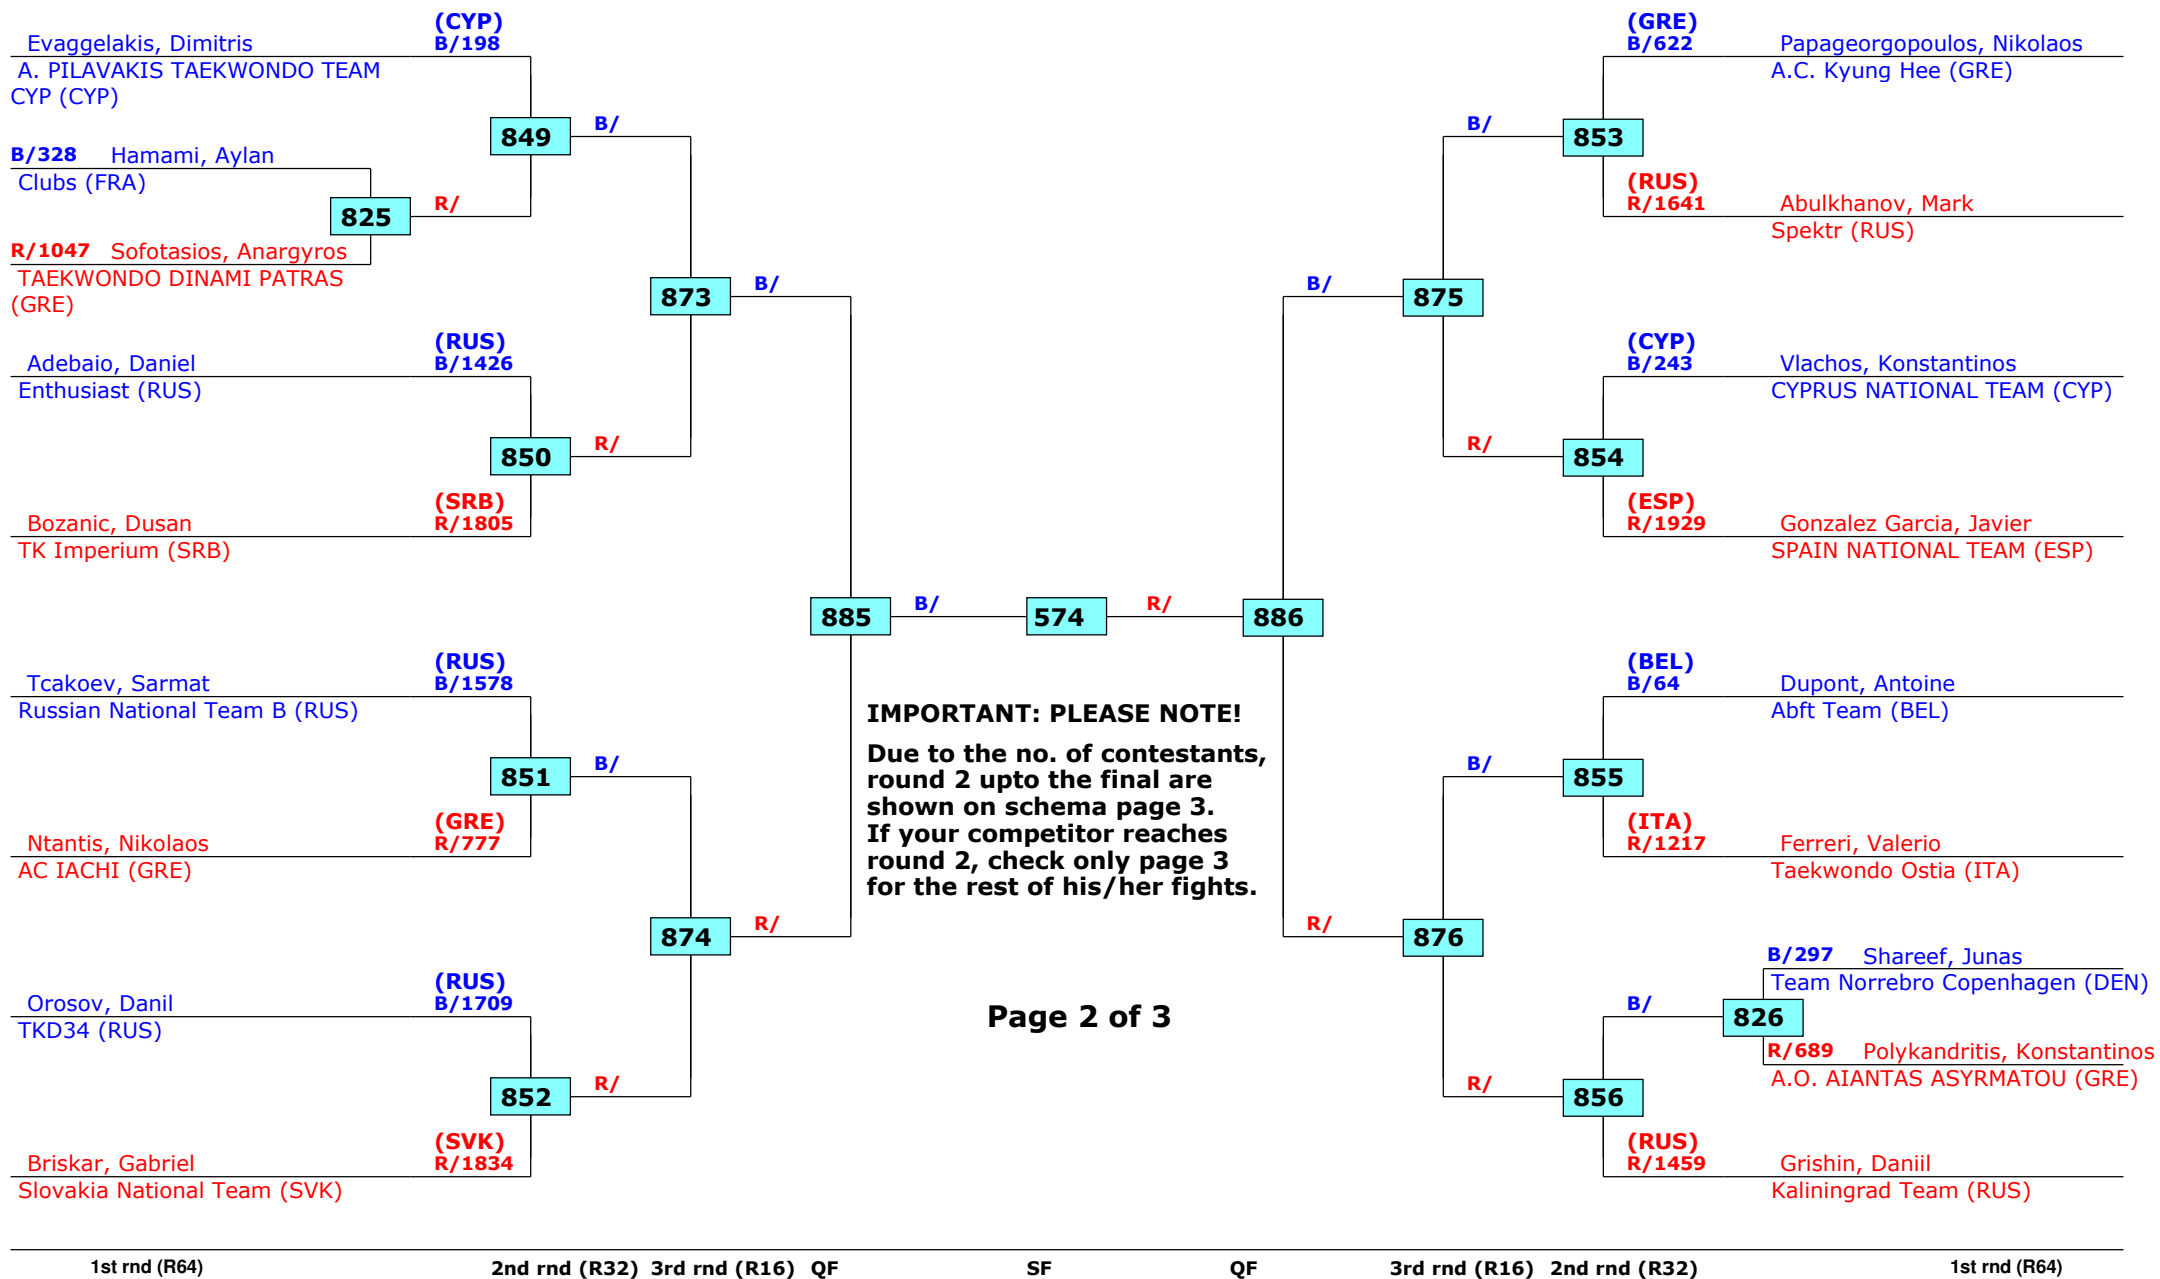 (CYP)
Evaggelakis, Dimitris B/198
A. PILAVAKIS TAEKWONDO TEAM
CYP (CYP)
849
B/
B/328 Hamami, Aylan
Clubs (FRA)
825
R/
R/1047 Sofotasios, Anargyros
TAEKWONDO DINAMI PATRAS
(GRE)
873
B/
(RUS)
Adebaio, Daniel B/1426
Enthusiast (RUS)
850
R/
(SRB)
Bozanic, Dusan R/1805
TK Imperium (SRB)
885
B/
574
R/
886
(RUS)
Tcakoev, Sarmat B/1578
Russian National Team B (RUS)
851
B/
(GRE)
Ntantis, Nikolaos R/777
AC IACHI (GRE)
874
R/
(RUS)
Orosov, Danil B/1709
TKD34 (RUS)
852
R/
(SVK)
Briskar, Gabriel R/1834
Slovakia National Team (SVK)
IMPORTANT: PLEASE NOTE!
Due to the no. of contestants,
round 2 upto the final are
shown on schema page 3.
If your competitor reaches
round 2, check only page 3
for the rest of his/her fights.
Page 2 of 3
(GRE)
B/622 Papageorgopoulos, Nikolaos
A.C. Kyung Hee (GRE)
B/
853
(RUS)
R/1641 Abulkhanov, Mark
Spektr (RUS)
B/
875
(CYP)
B/243 Vlachos, Konstantinos
CYPRUS NATIONAL TEAM (CYP)
R/
854
(ESP)
R/1929 Gonzalez Garcia, Javier
SPAIN NATIONAL TEAM (ESP)
(BEL)
B/64 Dupont, Antoine
Abft Team (BEL)
B/
855
(ITA)
R/1217 Ferreri, Valerio
Taekwondo Ostia (ITA)
R/
876
B/297 Shareef, Junas
Team Norrebro Copenhagen (DEN)
B/
826
R/689 Polykandritis, Konstantinos
A.O. AIANTAS ASYRMATOU (GRE)
R/
856
(RUS)
R/1459 Grishin, Daniil
Kaliningrad Team (RUS)
1st rnd (R64) 2nd rnd (R32) 3rd rnd (R16) QF SF QF 3rd rnd (R16) 2nd rnd (R32) 1st rnd (R64)